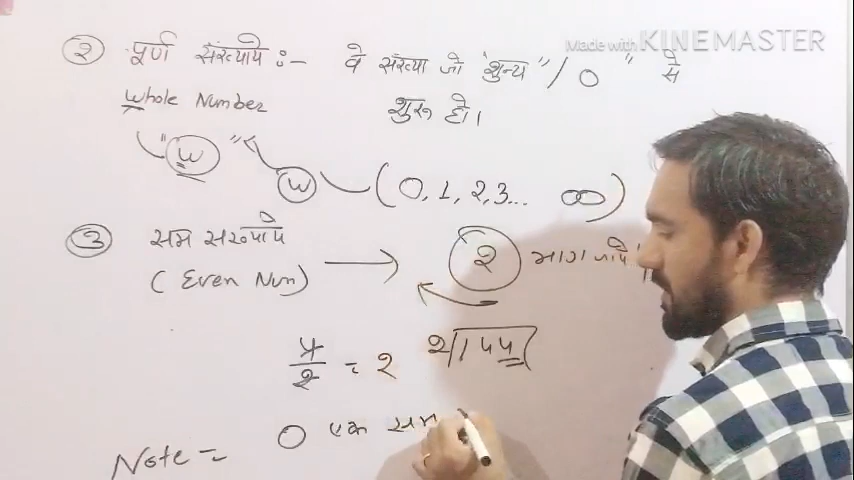 Made with KINEMASTER
② पूर्ण संख्यायें :- वे संख्या जो "शुन्य" / 0 " से
Whole Number शुरू हो।
"W" W (0, 1, 2, 3... ∞)
③ सम संख्यायें
(Even Num) → 2 भाग जाये
4/2 = 2 2/144(
Note = 0 एक सम